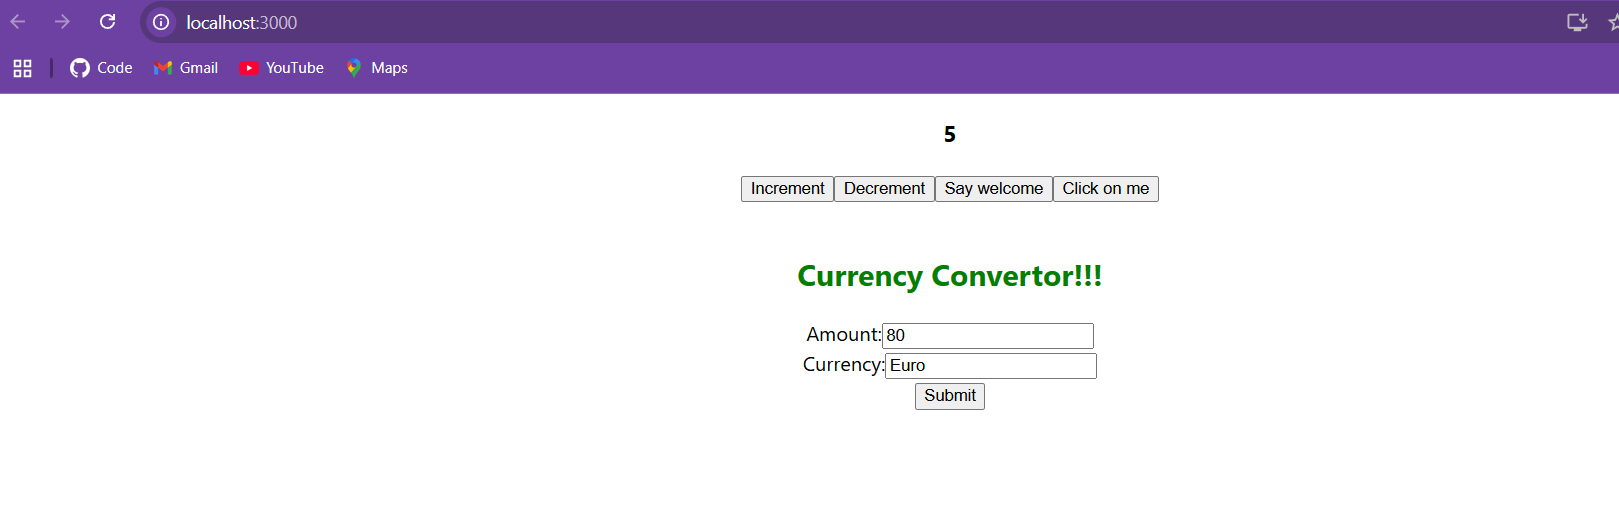 localhost:3000
Code Gmail YouTube Maps
5
Increment Decrement Say welcome Click on me
Currency Convertor!!!
Amount: 80
Currency: Euro
Submit